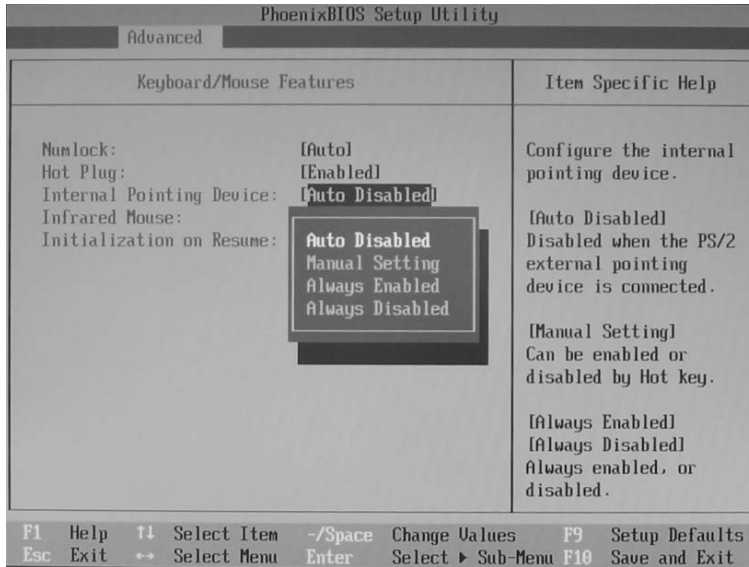 PhoenixBIOS Setup Utility
Advanced
Keyboard/Mouse Features
Item Specific Help
Numlock: [Auto]
Hot Plug: [Enabled]
Internal Pointing Device: [Auto Disabled]
Infrared Mouse:
Initialization on Resume:
Auto Disabled
Manual Setting
Always Enabled
Always Disabled
Configure the internal
pointing device.
[Auto Disabled]
Disabled when the PS/2
external pointing
device is connected.
[Manual Setting]
Can be enabled or
disabled by Hot key.
[Always Enabled]
[Always Disabled]
Always enabled, or
disabled.
F1 Help ↑↓ Select Item -/Space Change Values F9 Setup Defaults
Esc Exit ↔ Select Menu Enter Select ▶ Sub-Menu F10 Save and Exit